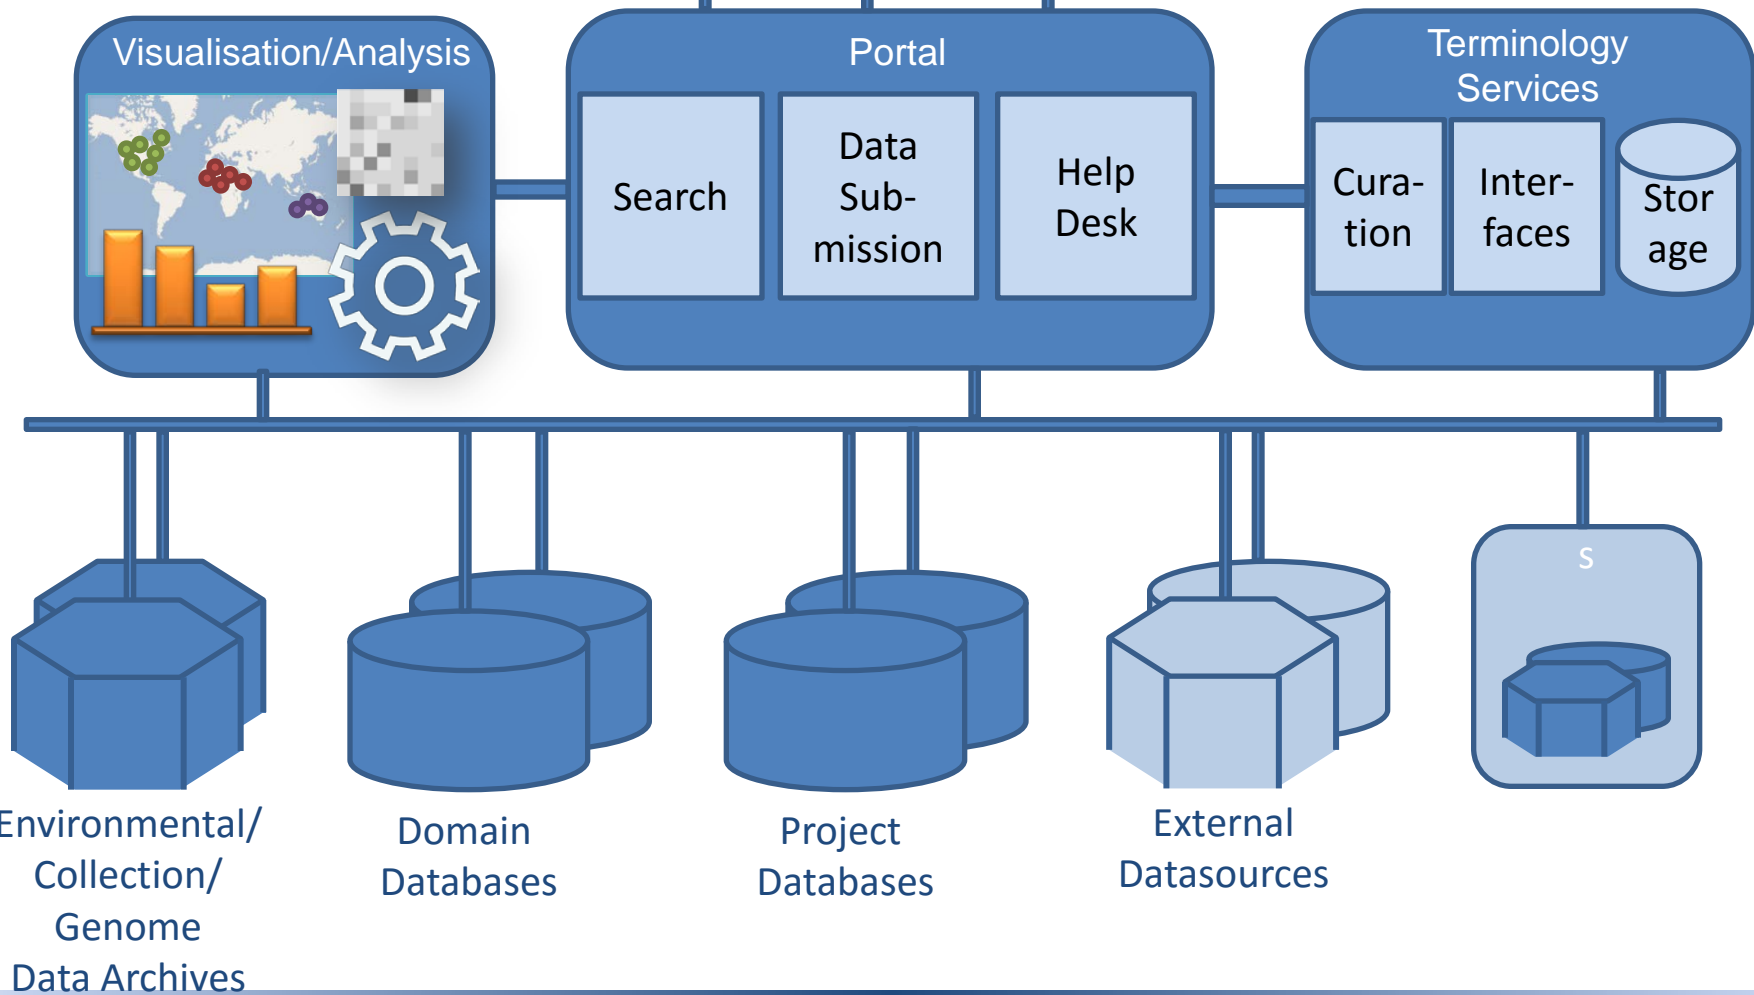 Visualisation/Analysis
Portal
Terminology
Services
Search
Data
Sub-
mission
Help
Desk
Cura-
tion
Inter-
faces
Stor
age
s
Environmental/
Collection/
Genome
Data Archives
Domain
Databases
Project
Databases
External
Datasources